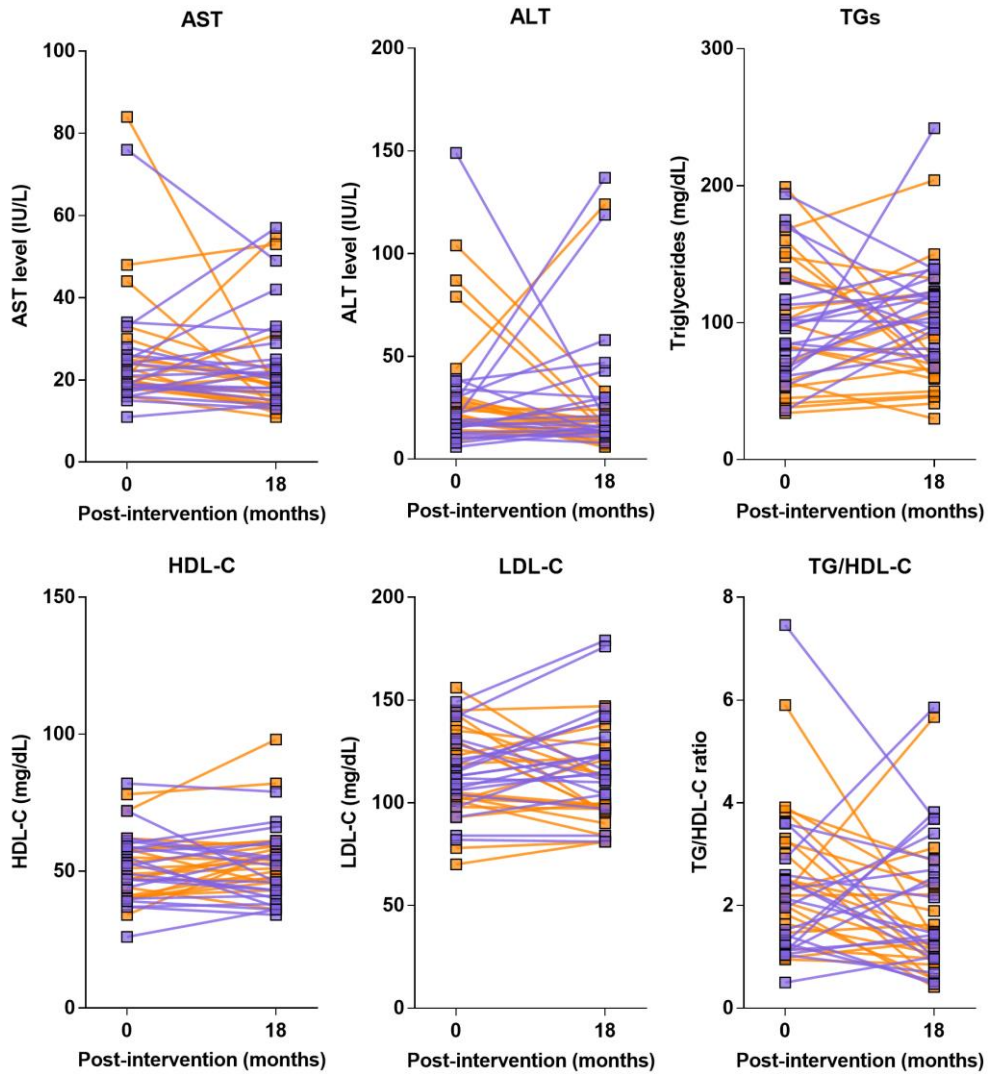 AST
AST level (IU/L)
100
80
60
40
20
0
0 18
Post-intervention (months)
ALT
ALT level (IU/L)
200
150
100
50
0
0 18
Post-intervention (months)
TGs
Triglycerides (mg/dL)
300
200
100
0
0 18
Post-intervention (months)
HDL-C
HDL-C (mg/dL)
150
100
50
0
0 18
Post-intervention (months)
LDL-C
LDL-C (mg/dL)
200
150
100
50
0
0 18
Post-intervention (months)
TG/HDL-C
TG/HDL-C ratio
8
6
4
2
0
0 18
Post-intervention (months)